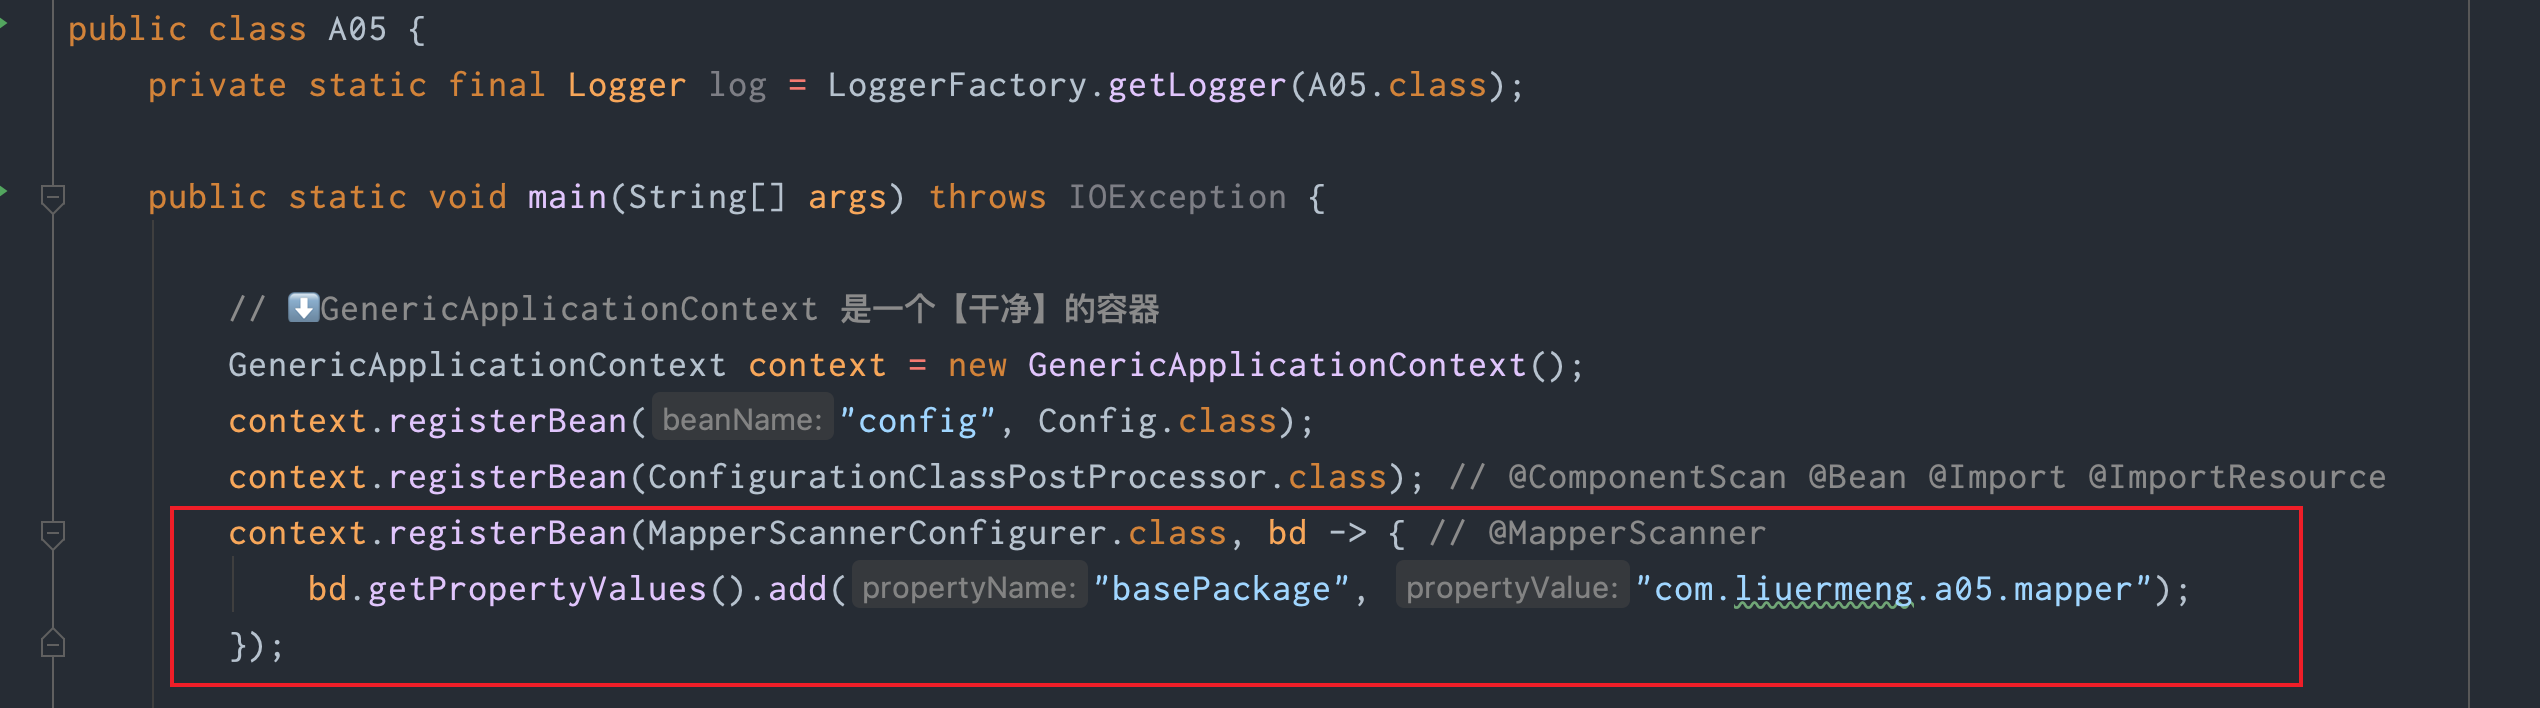 public class A05 {
private static final Logger log = LoggerFactory.getLogger(A05.class);
public static void main(String[] args) throws IOException {
// ⬇️GenericApplicationContext 是一个【干净】的容器
GenericApplicationContext context = new GenericApplicationContext();
context.registerBean( beanName: "config", Config.class);
context.registerBean(ConfigurationClassPostProcessor.class); // @ComponentScan @Bean @Import @ImportResource
context.registerBean(MapperScannerConfigurer.class, bd -> { // @MapperScanner
bd.getPropertyValues().add( propertyName: "basePackage", propertyValue: "com.liuermeng.a05.mapper");
});